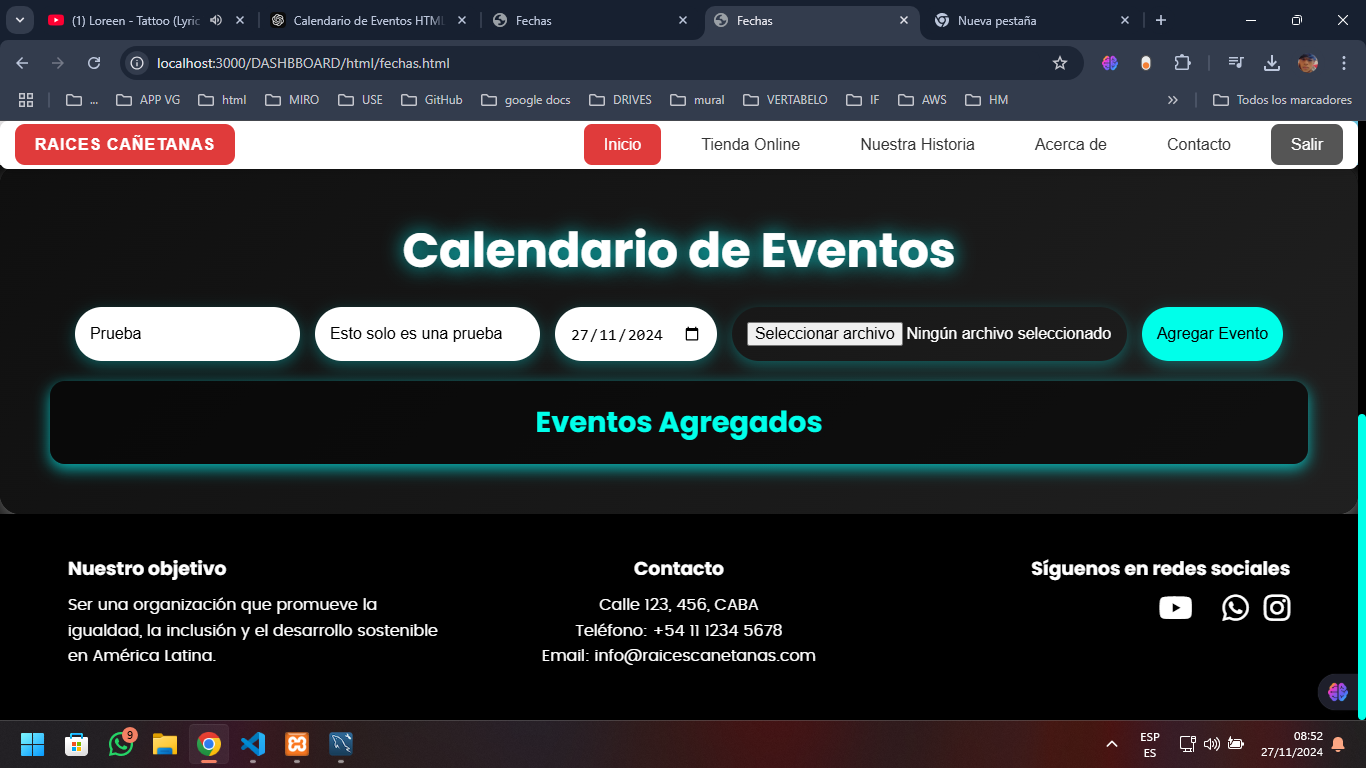 (1) Loreen - Tattoo (Lyric
Calendario de Eventos HTML
Fechas
Fechas
Nueva pestaña
localhost:3000/DASHBBOARD/html/fechas.html
...
APP VG
html
MIRO
USE
GitHub
google docs
DRIVES
mural
VERTABELO
IF
AWS
HM
»
Todos los marcadores
RAICES CAÑETANAS
Inicio
Tienda Online
Nuestra Historia
Acerca de
Contacto
Salir
Calendario de Eventos
Prueba
Esto solo es una prueba
27/11/2024
Seleccionar archivo Ningún archivo seleccionado
Agregar Evento
Eventos Agregados
Nuestro objetivo
Ser una organización que promueve la
igualdad, la inclusión y el desarrollo sostenible
en América Latina.
Contacto
Calle 123, 456, CABA
Teléfono: +54 11 1234 5678
Email: info@raicescanetanas.com
Síguenos en redes sociales
9
ESP
ES
08:52
27/11/2024